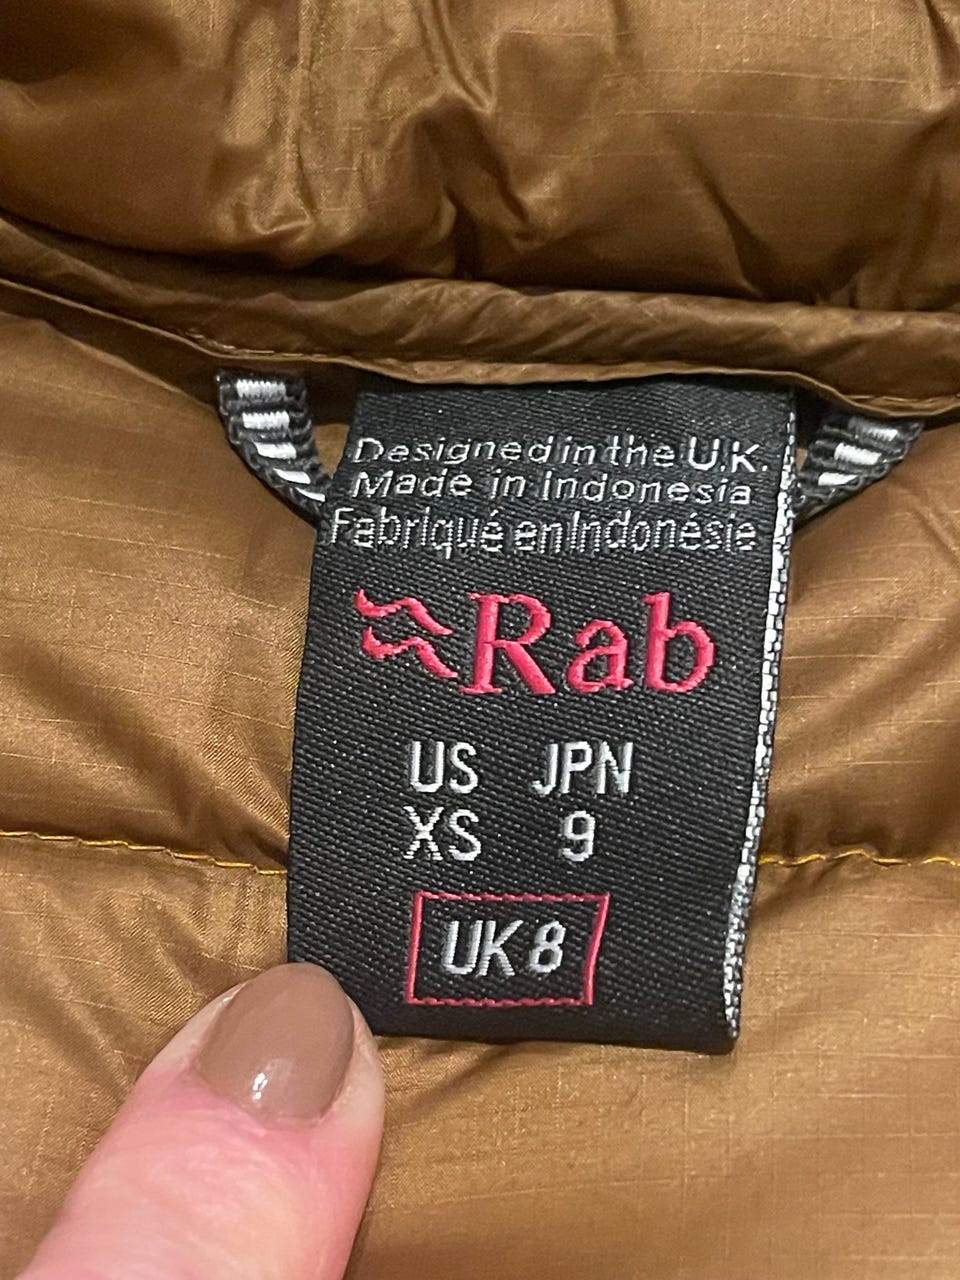 Designed in the U.K.
Made in Indonesia
Fabriqué en Indonésie
Rab
US JPN
XS 9
UK 8